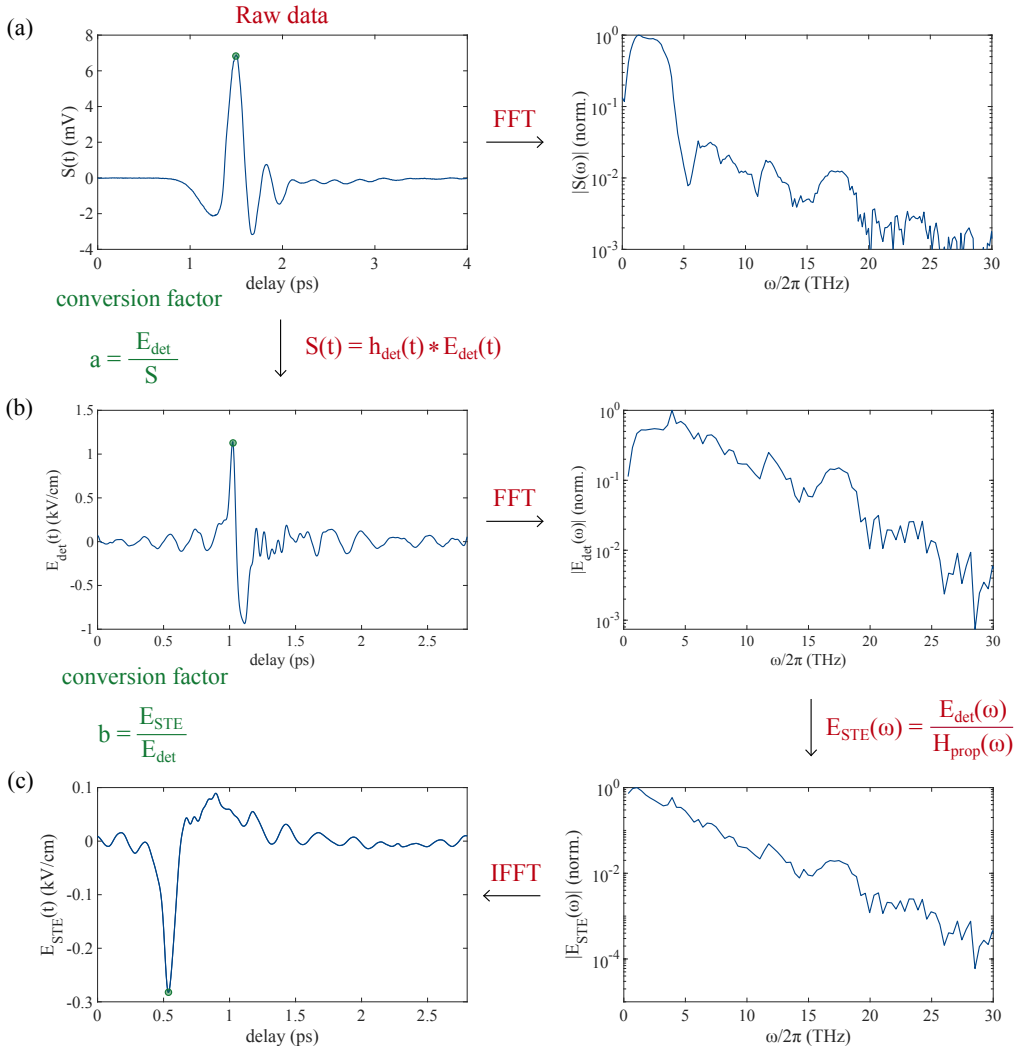 Raw data
(a)
S(t) (mV)
8
6
4
2
0
-2
-4
0
1
2
3
4
delay (ps)
FFT
|S(ω)| (norm.)
10^0
10^-1
10^-2
10^-3
0
5
10
15
20
25
30
ω/2π (THz)
conversion factor
a = E_det / S
S(t) = h_det(t) * E_det(t)
(b)
E_det(t) (kV/cm)
1.5
1
0.5
0
-0.5
-1
0
0.5
1
1.5
2
2.5
delay (ps)
FFT
|E_det(ω)| (norm.)
10^0
10^-1
10^-2
10^-3
0
5
10
15
20
25
30
ω/2π (THz)
conversion factor
b = E_STE / E_det
E_STE(ω) = E_det(ω) / H_prop(ω)
(c)
E_STE(t) (kV/cm)
0.1
0
-0.1
-0.2
-0.3
0
0.5
1
1.5
2
2.5
delay (ps)
IFFT
|E_STE(ω)| (norm.)
10^0
10^-2
10^-4
0
5
10
15
20
25
30
ω/2π (THz)